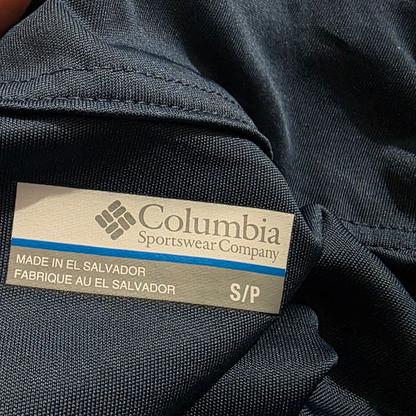 Columbia
Sportswear Company
MADE IN EL SALVADOR
FABRIQUE AU EL SALVADOR
S/P